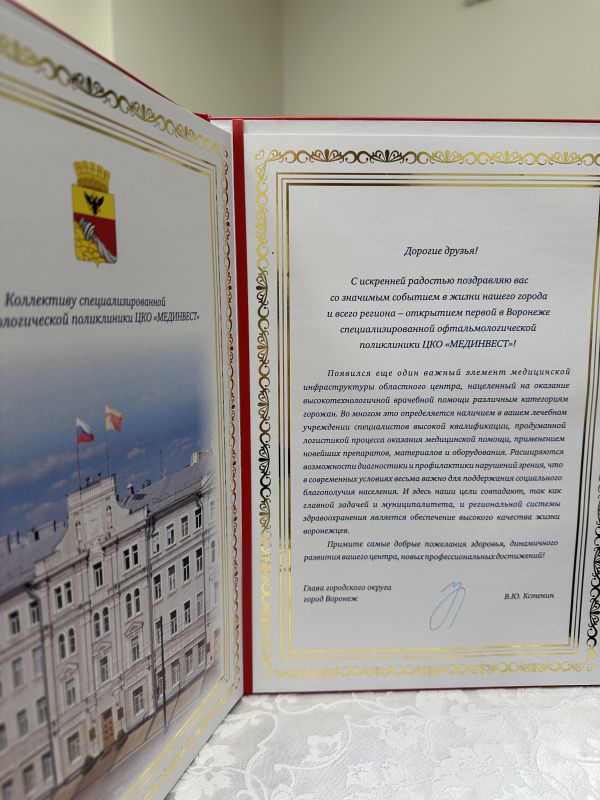 Коллективу специализированной
поликлиники ЦКО «МЕДИНВЕСТ»
Дорогие друзья!
С искренней радостью поздравляю вас
со значимым событием в жизни нашего города
и всего региона – открытием первой в Воронеже
специализированной офтальмологической
поликлиники ЦКО «МЕДИНВЕСТ»!
Появился еще один важный элемент медицинской
инфраструктуры областного центра, нацеленный на оказание
высокотехнологичной врачебной помощи различным категориям
горожан. Во многом это определяется наличием в вашем лечебном
учреждении специалистов высокой квалификации, продуманной
логистикой процесса оказания медицинской помощи, применением
новейших препаратов, материалов и оборудования. Расширяются
возможности диагностики и профилактики нарушений зрения, что
в современных условиях весьма важно для поддержания социального
благополучия населения. И здесь наши цели совпадают, так как
главной задачей и муниципалитета, и региональной системы
здравоохранения является обеспечение высокого качества жизни
воронежцев.
Примите самые добрые пожелания здоровья, динамичного
развития вашего центра, новых профессиональных достижений!
Глава городского округа
город Воронеж
В.Ю. Кстенин